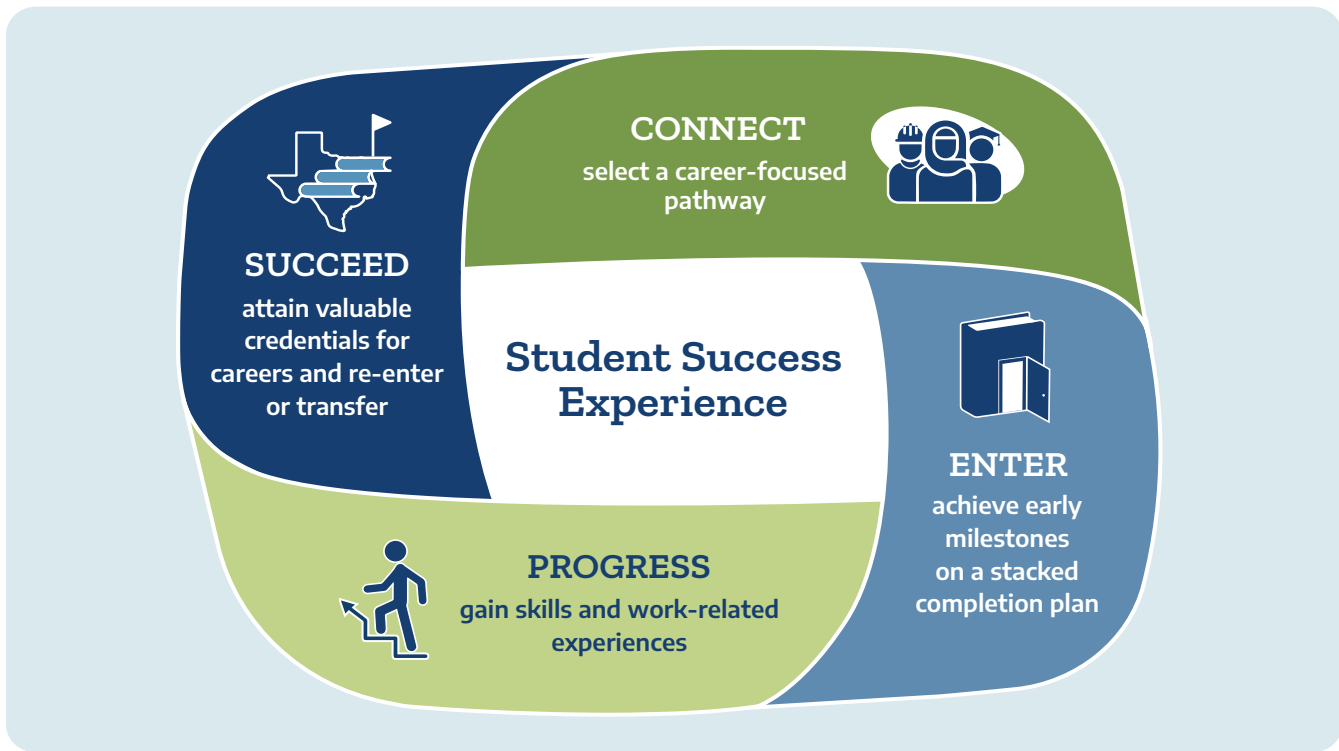 CONNECT
select a career-focused
pathway
SUCCEED
attain valuable
credentials for
careers and re-enter
or transfer
Student Success
Experience
ENTER
achieve early
milestones
on a stacked
completion plan
PROGRESS
gain skills and work-related
experiences